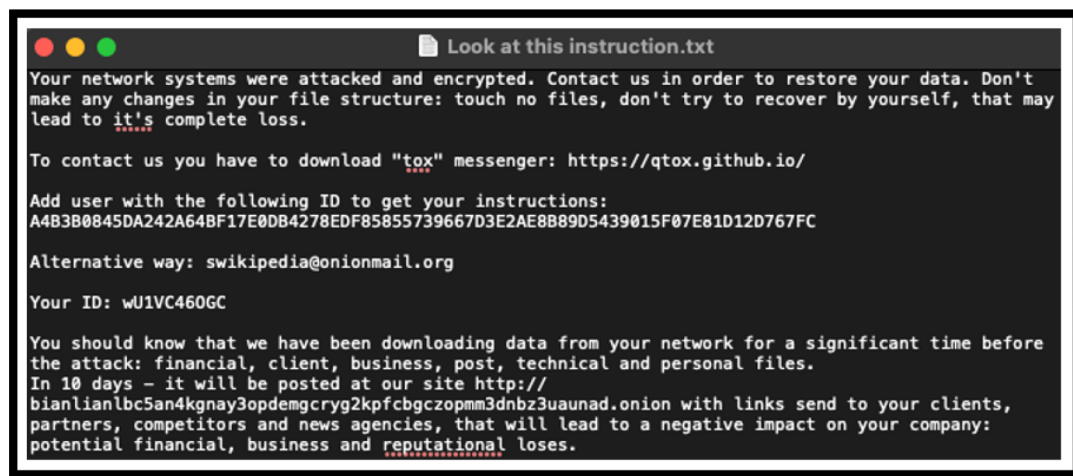 Look at this instruction.txt
Your network systems were attacked and encrypted. Contact us in order to restore your data. Don't
make any changes in your file structure: touch no files, don't try to recover by yourself, that may
lead to it's complete loss.
To contact us you have to download "tox" messenger: https://qtox.github.io/
Add user with the following ID to get your instructions:
A4B3B0845DA242A64BF17E0DB4278EDF85855739667D3E2AE8B89D5439015F07E81D12D767FC
Alternative way: swikipedia@onionmail.org
Your ID: wU1VC460GC
You should know that we have been downloading data from your network for a significant time before
the attack: financial, client, business, post, technical and personal files.
In 10 days – it will be posted at our site http://
bianlianlbc5an4kgnay3opdemgcryg2kpfcbgczopmm3dnbz3uaunad.onion with links send to your clients,
partners, competitors and news agencies, that will lead to a negative impact on your company:
potential financial, business and reputational loses.